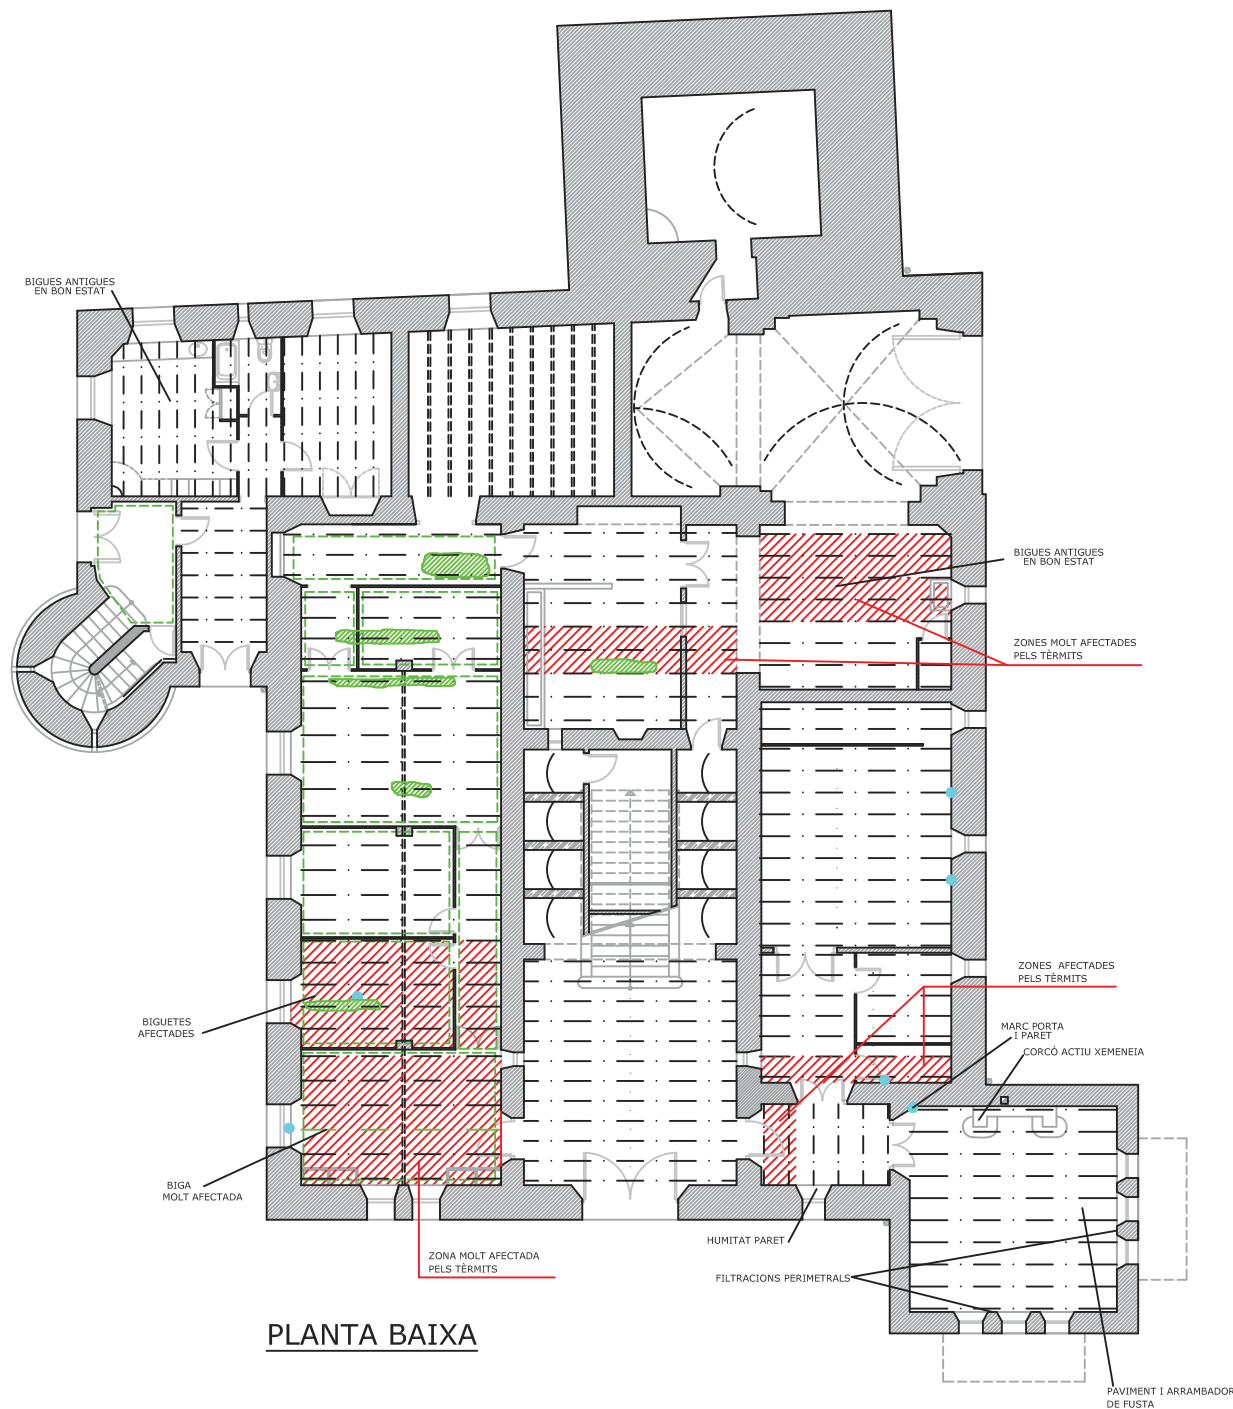 BIGUES ANTIGUES
EN BON ESTAT
BIGUES ANTIGUES
EN BON ESTAT
ZONES MOLT AFECTADES
PELS TÈRMITS
ZONES  AFECTADES
PELS TÈRMITS
BIGUETES
AFECTADES
MARC PORTA
I PARET
CORCÓ ACTIU XEMENEIA
BIGA
MOLT AFECTADA
HUMITAT PARET
ZONA MOLT AFECTADA
PELS TÈRMITS
FILTRACIONS PERIMETRALS
PLANTA BAIXA
PAVIMENT I ARRAMBADOR
DE FUSTA